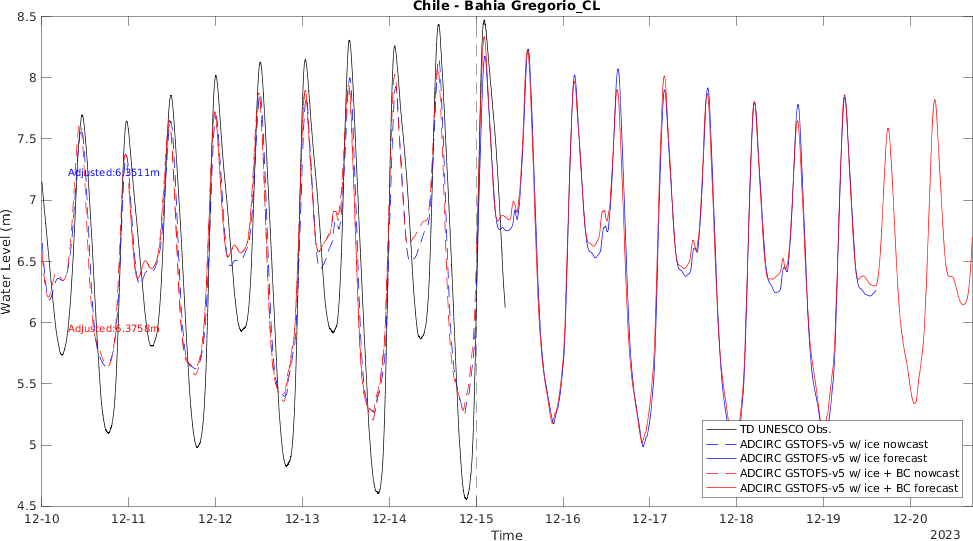 Chile - Bahia Gregorio_CL
8.5
8
7.5
7
6.5
6
5.5
5
4.5
Water Level (m)
Adjusted:6.3511m
Adjusted:6.3758m
TD UNESCO Obs.
ADCIRC GSTOFS-v5 w/ ice nowcast
ADCIRC GSTOFS-v5 w/ ice forecast
ADCIRC GSTOFS-v5 w/ ice + BC nowcast
ADCIRC GSTOFS-v5 w/ ice + BC forecast
12-10 12-11 12-12 12-13 12-14 12-15 12-16 12-17 12-18 12-19 12-20
Time
2023